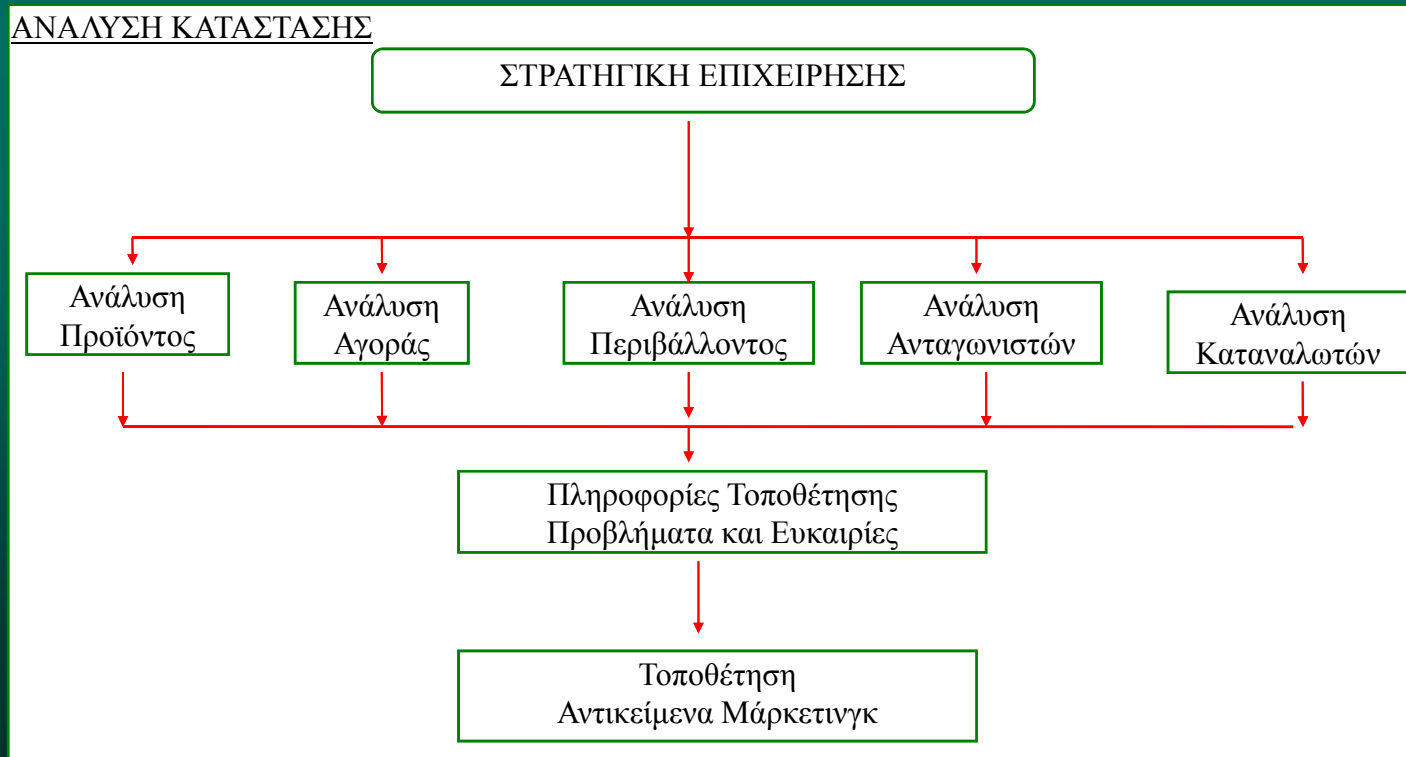 ΑΝΑΛΥΣΗ ΚΑΤΑΣΤΑΣΗΣ
ΣΤΡΑΤΗΓΙΚΗ ΕΠΙΧΕΙΡΗΣΗΣ
Ανάλυση
Προϊόντος
Ανάλυση
Αγοράς
Ανάλυση
Περιβάλλοντος
Ανάλυση
Ανταγωνιστών
Ανάλυση
Καταναλωτών
Πληροφορίες Τοποθέτησης
Προβλήματα και Ευκαιρίες
Τοποθέτηση
Αντικείμενα Μάρκετινγκ